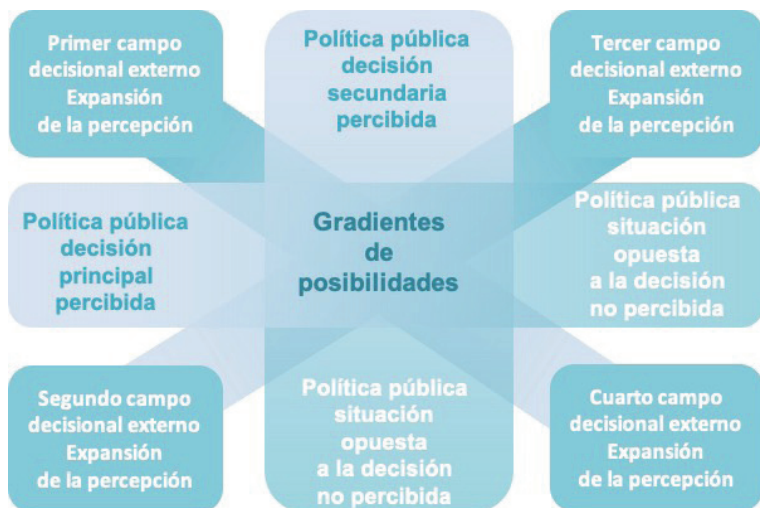 Primer campo
decisional externo
Expansión
de la percepción
Política pública
decisión
secundaria
percibida
Tercer campo
decisional externo
Expansión
de la percepción
Política pública
decisión
principal
percibida
Gradientes
de
posibilidades
Política pública
situación
opuesta
a la decisión
no percibida
Segundo campo
decisional externo
Expansión
de la percepción
Política pública
situación
opuesta
a la decisión
no percibida
Cuarto campo
decisional externo
Expansión
de la percepción